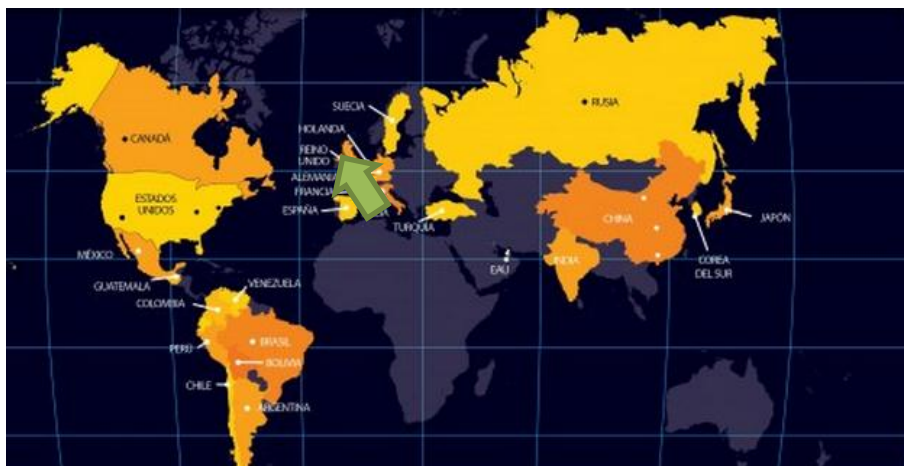 SUECIA
RUSIA
HOLANDA
CANADÁ
REINO
UNIDO
ALEMANIA
FRANCIA
ESTADOS
UNIDOS
ESPAÑA
TURQUÍA
CHINA
JAPÓN
MÉXICO
EAU
INDIA
COREA
DEL SUR
GUATEMALA
VENEZUELA
COLOMBIA
PERÚ
BRASIL
BOLIVIA
CHILE
ARGENTINA